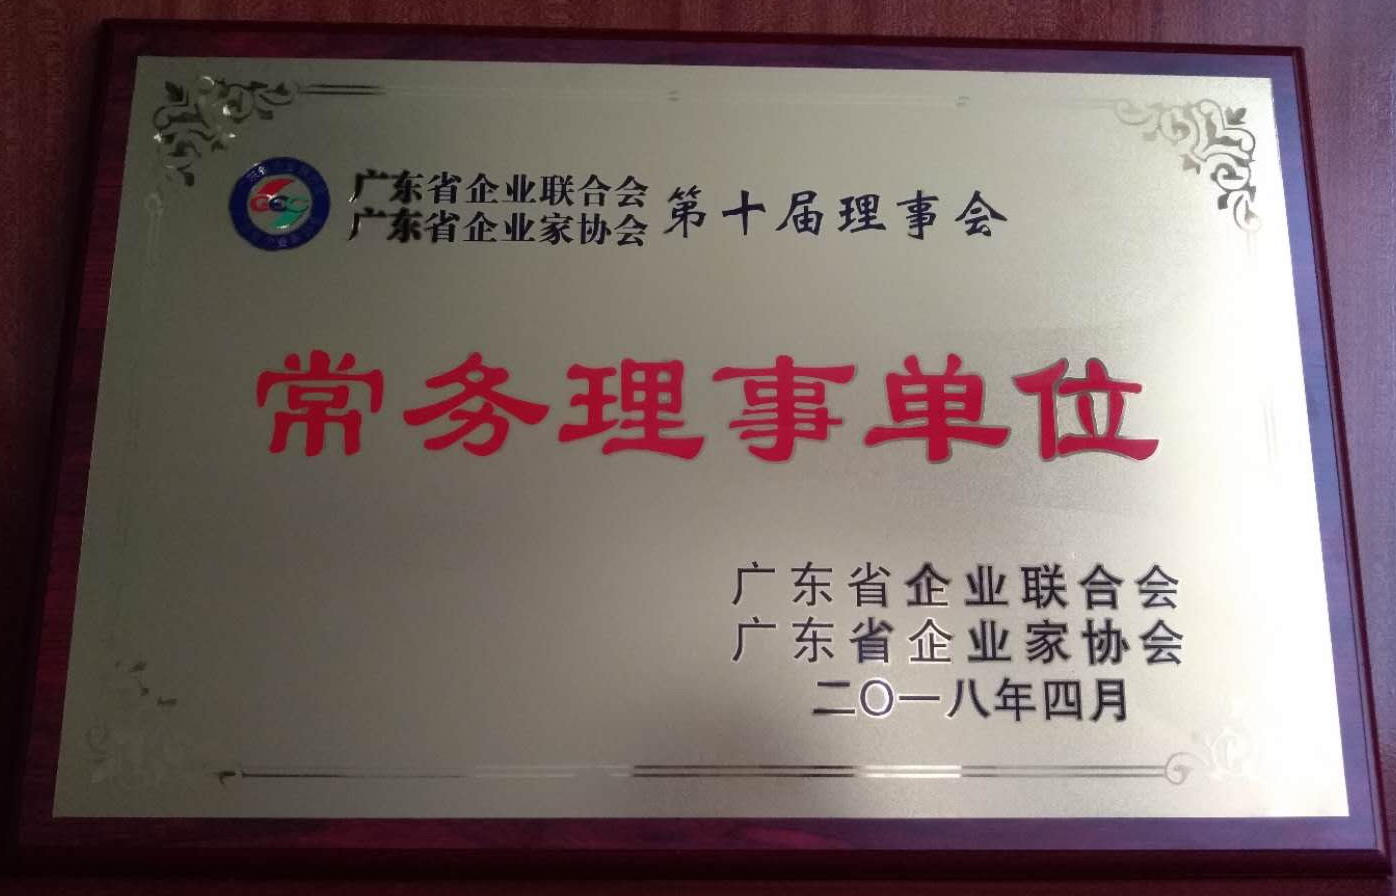 广东省企业联合会
广东省企业家协会
第十届理事会
常务理事单位
广东省企业联合会
广东省企业家协会
二〇一八年四月